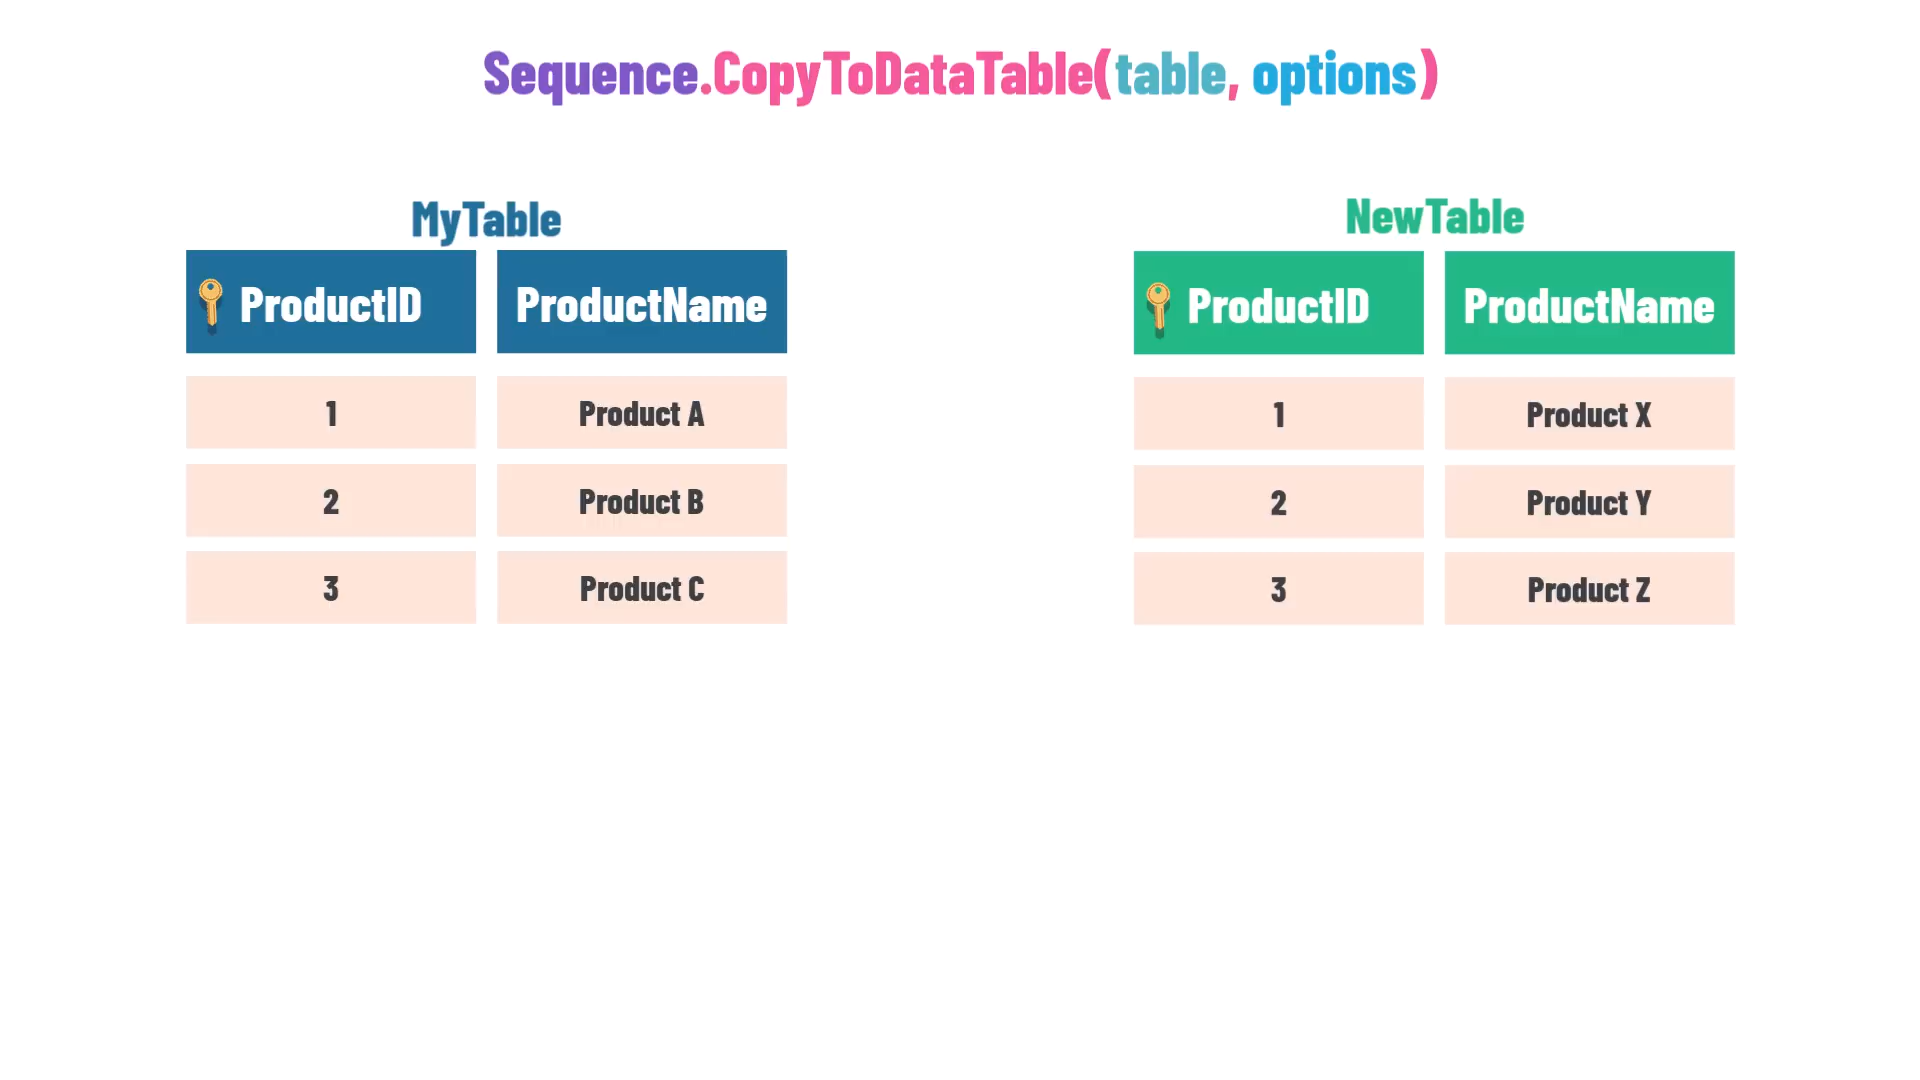 Sequence.CopyToDataTable(table, options)
MyTable
ProductID ProductName
1 Product A
2 Product B
3 Product C
NewTable
ProductID ProductName
1 Product X
2 Product Y
3 Product Z